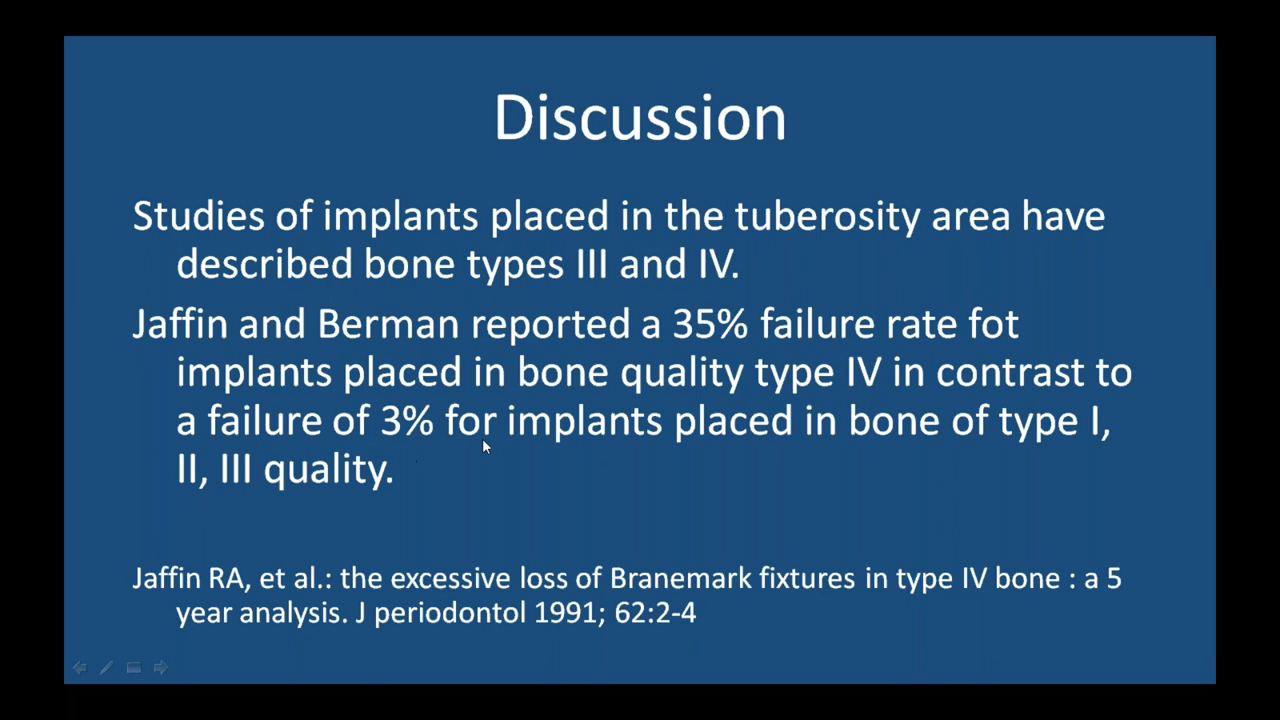 Discussion
Studies of implants placed in the tuberosity area have
described bone types III and IV.
Jaffin and Berman reported a 35% failure rate fot
implants placed in bone quality type IV in contrast to
a failure of 3% for implants placed in bone of type I,
II, III quality.
Jaffin RA, et al.: the excessive loss of Branemark fixtures in type IV bone : a 5
year analysis. J periodontol 1991; 62:2-4